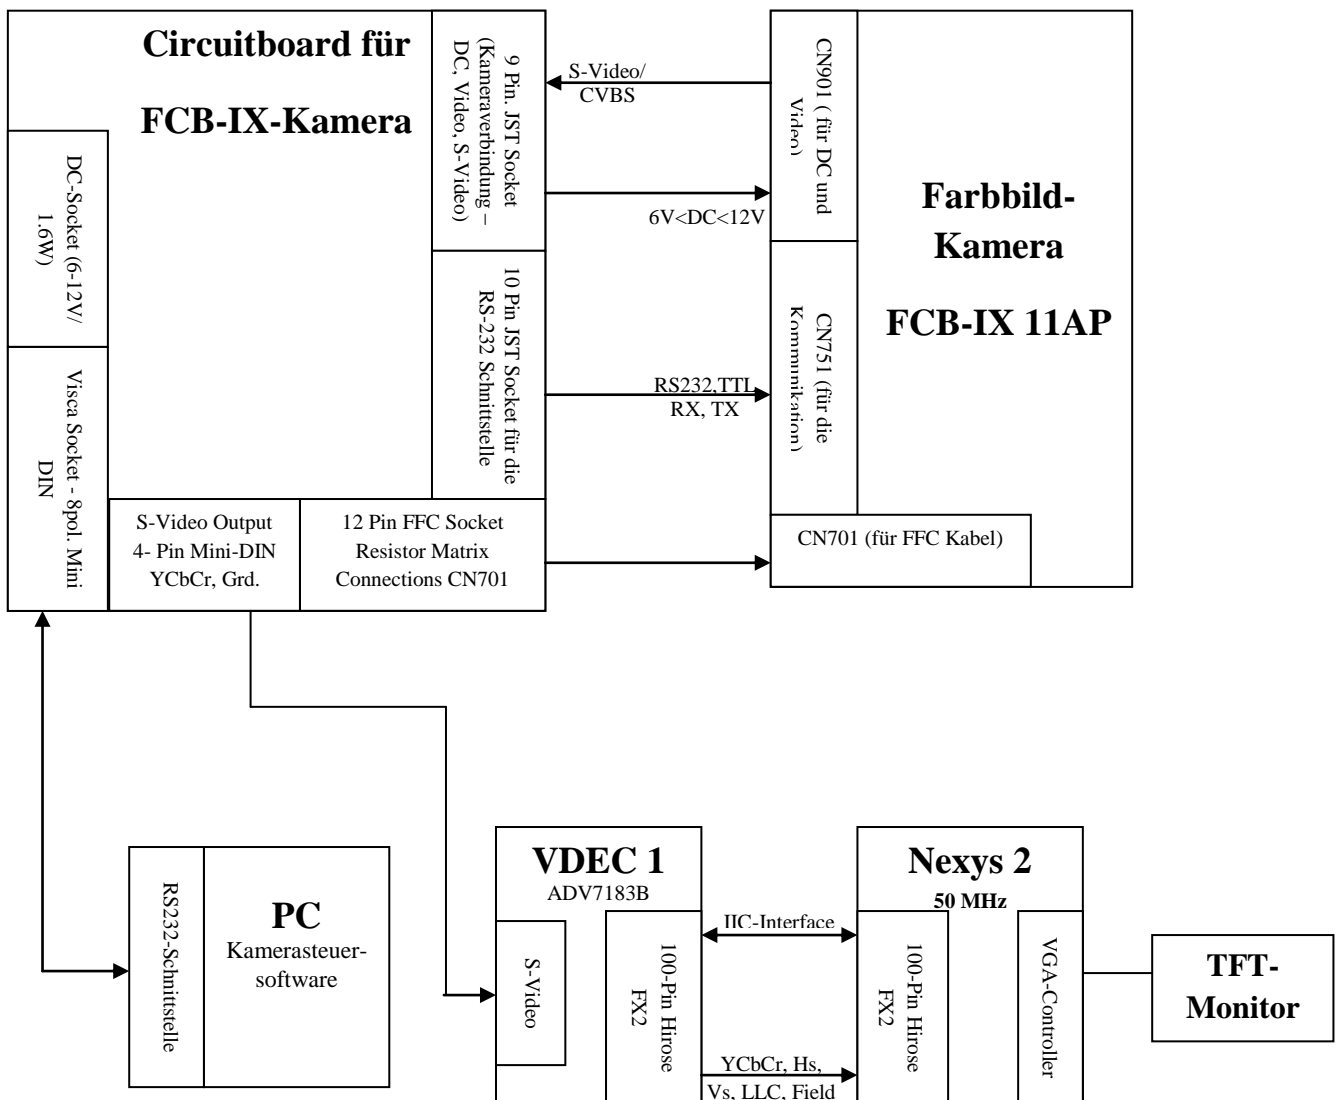 Circuitboard für
FCB-IX-Kamera
9 Pin. JST Socket
(Kameraverbindung –
DC, Video, S-Video)
DC-Socket (6-12V/
1.6W)
10 Pin JST Socket für die
RS-232 Schnittstelle
Visca Socket - 8pol. Mini
DIN
S-Video Output
4- Pin Mini-DIN
YCbCr, Grd.
12 Pin FFC Socket
Resistor Matrix
Connections CN701
S-Video/
CVBS
6V<DC<12V
RS232,TTL
RX, TX
CN901 ( für DC und
Video)
CN751 (für die
Kommunikation)
CN701 (für FFC Kabel)
Farbbild-
Kamera
FCB-IX 11AP
RS232-Schnittstelle
PC
Kamerasteuer-
software
VDEC 1
ADV7183B
S-Video
100-Pin Hirose
FX2
IIC-Interface
YCbCr, Hs,
Vs, LLC, Field
Nexys 2
50 MHz
100-Pin Hirose
FX2
VGA-Controller
TFT-
Monitor